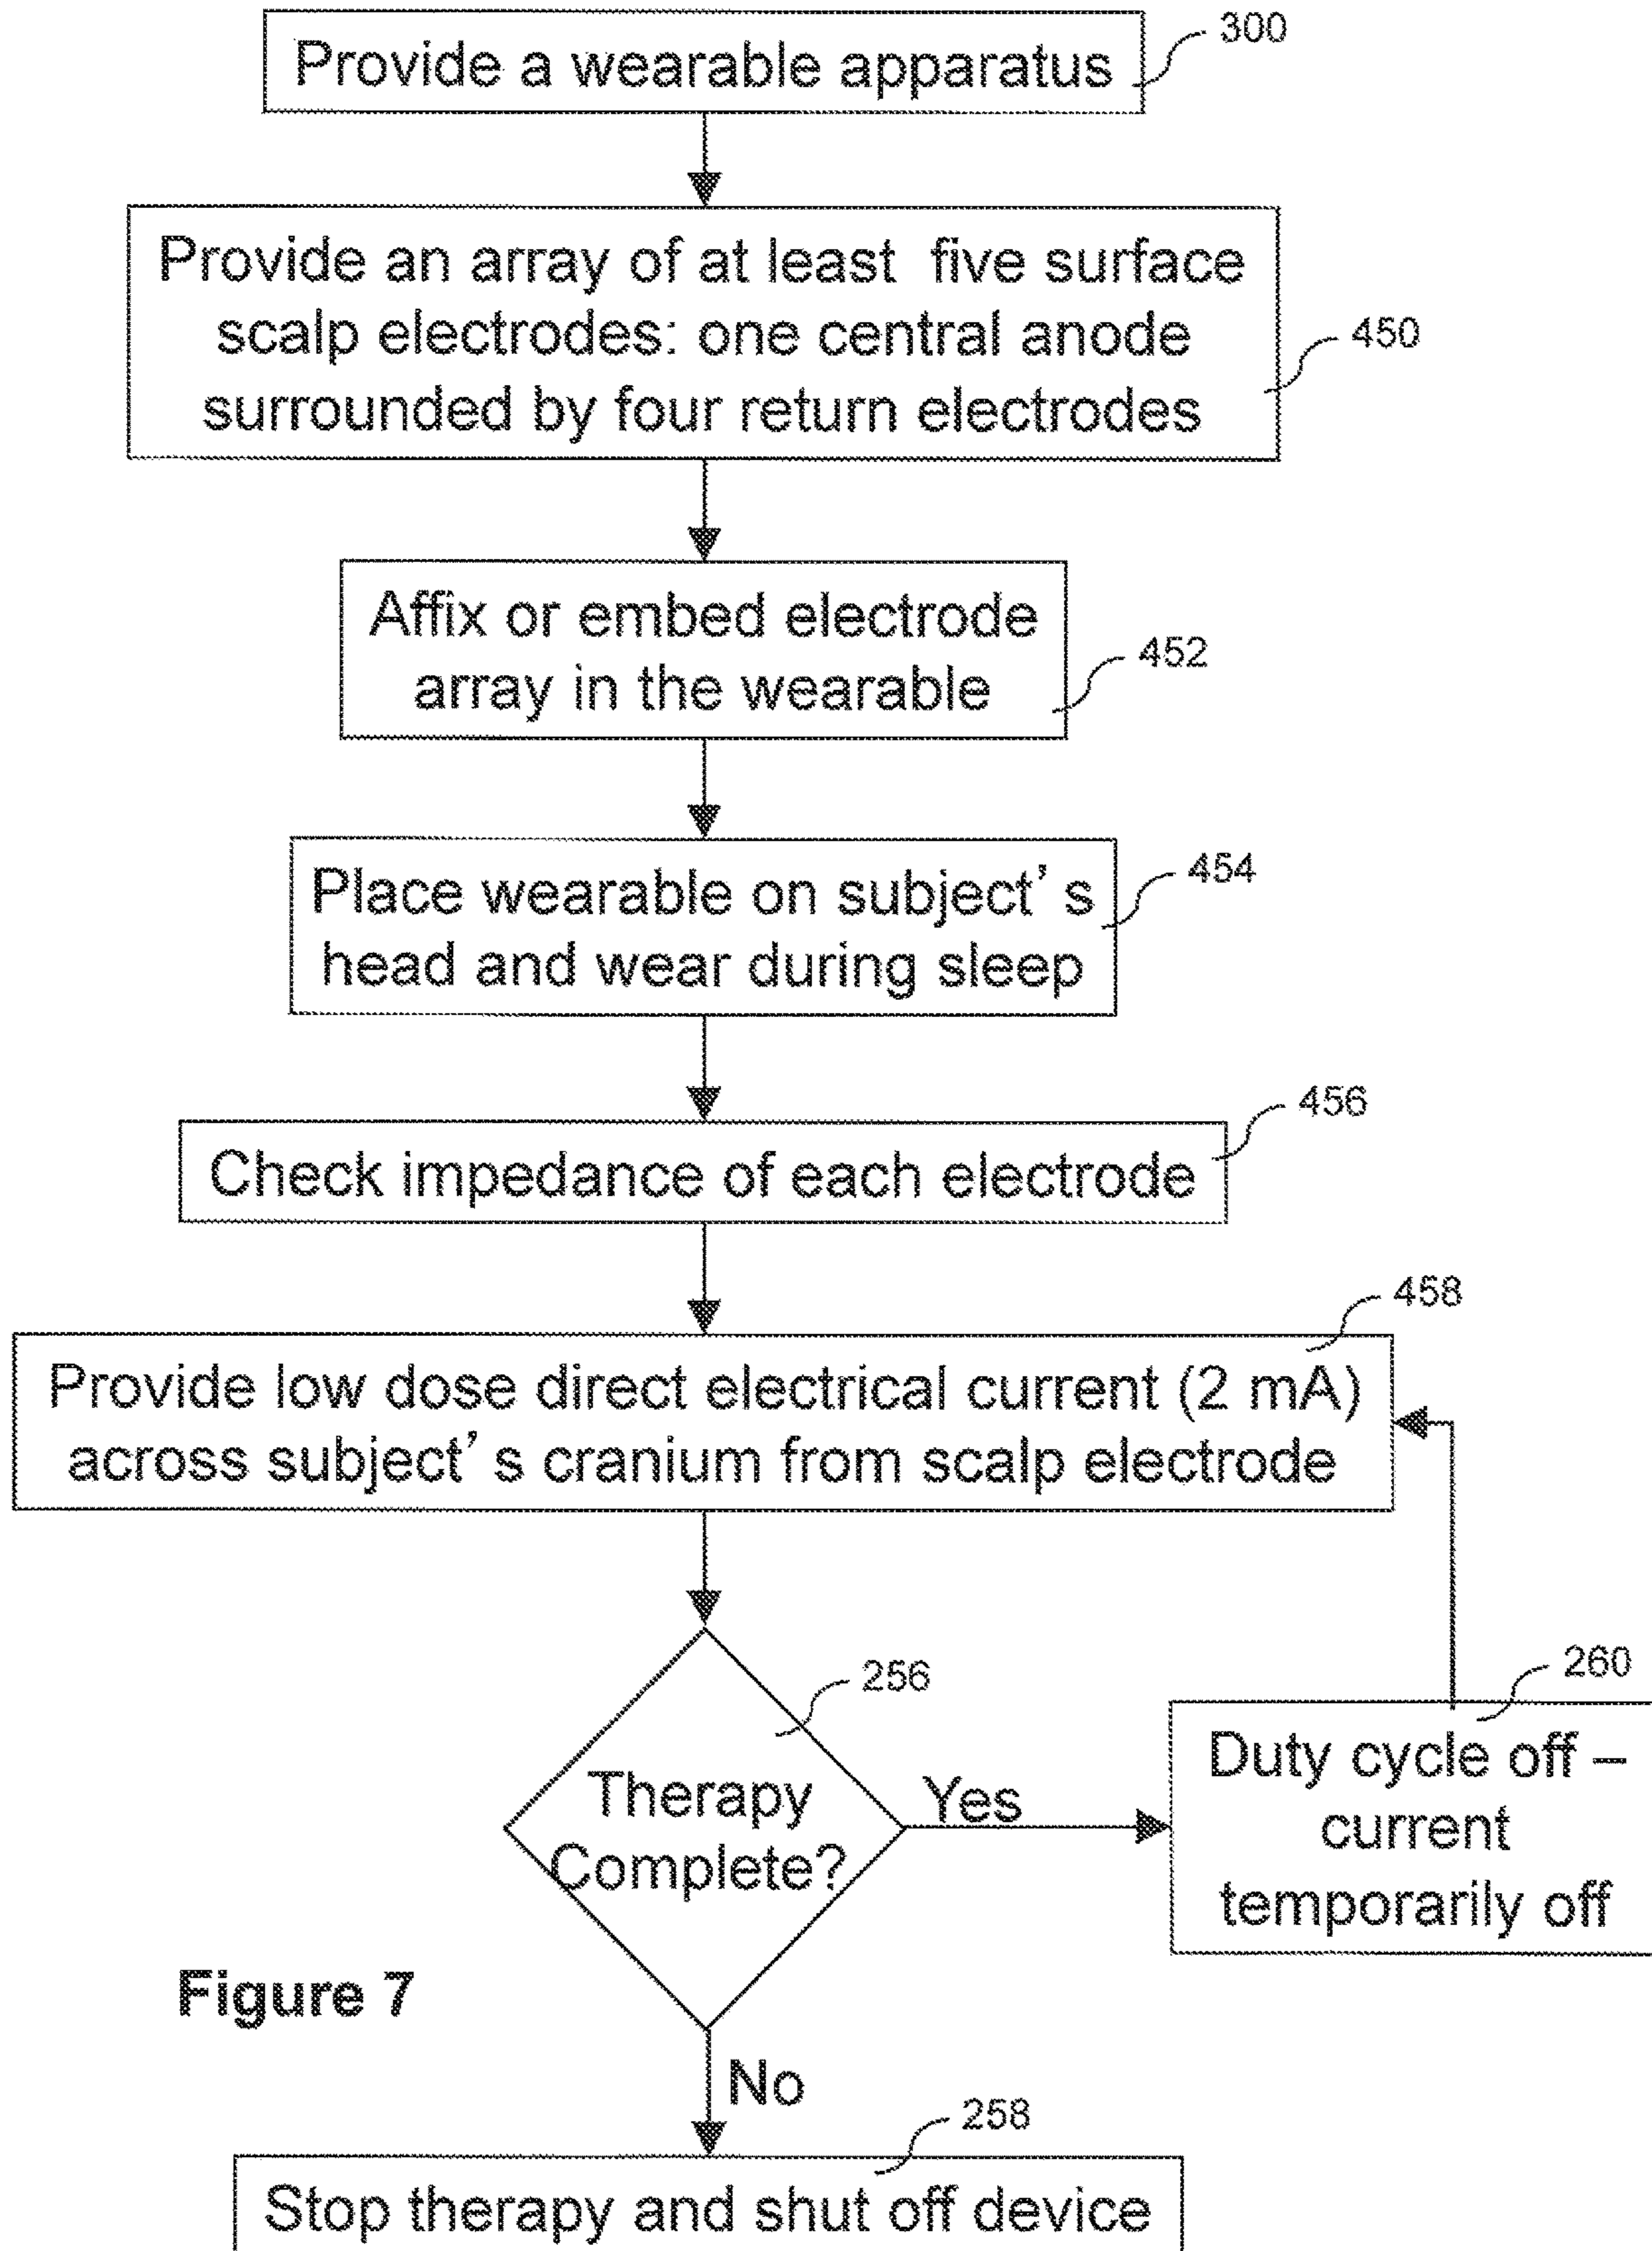 Provide a wearable apparatus
300
Provide an array of at least five surface
scalp electrodes: one central anode
surrounded by four return electrodes
450
Affix or embed electrode
array in the wearable
452
Place wearable on subject’s
head and wear during sleep
454
Check impedance of each electrode
456
Provide low dose direct electrical current (2 mA)
across subject’s cranium from scalp electrode
458
Therapy
Complete?
256
Yes
Duty cycle off –
current
temporarily off
260
Figure 7
No
Stop therapy and shut off device
258